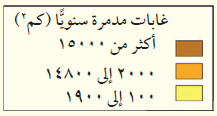 غابات مدمرة سنويًّا (كم٢)
أكثر من ١٥٠٠٠
٢٠٠٠ إلى ١٤٨٠٠
١٠٠ إلى ١٩٠٠